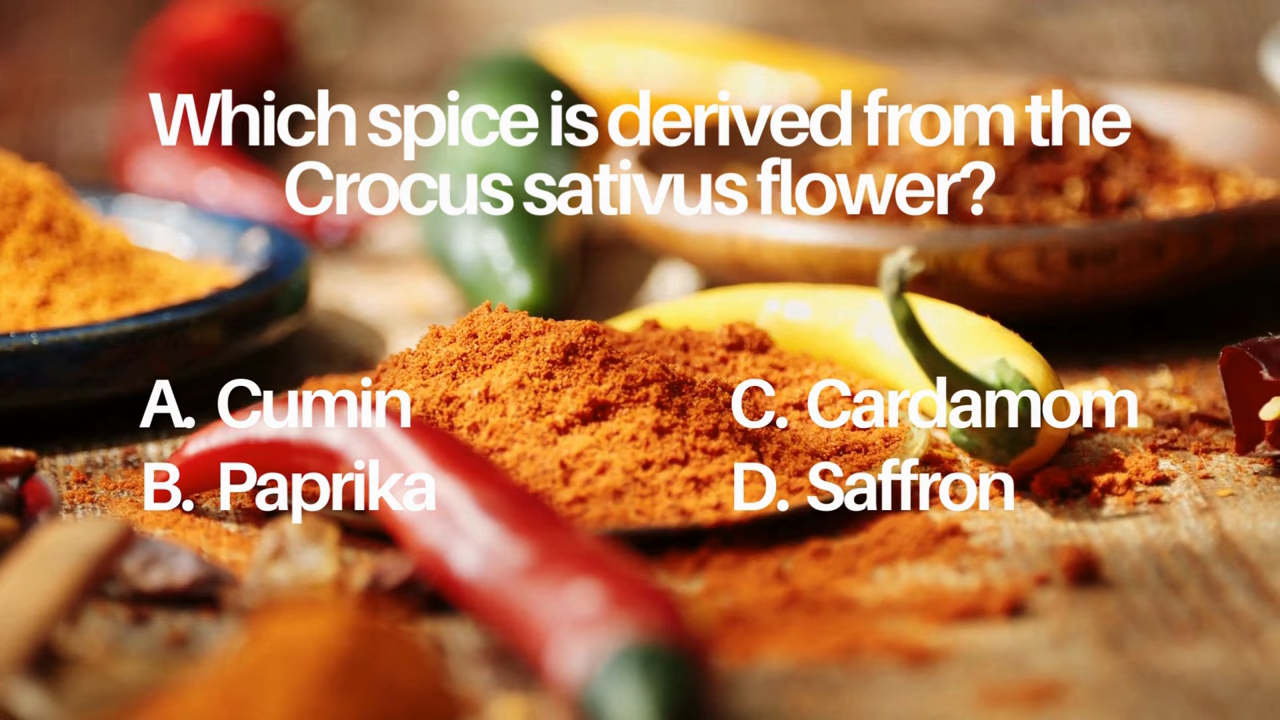 Which spice is derived from the
Crocus sativus flower?
A. Cumin
B. Paprika
C. Cardamom
D. Saffron